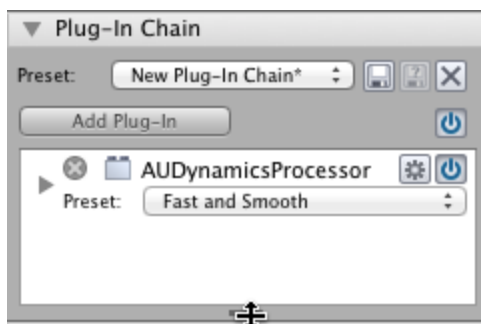 Plug-In Chain
Preset: New Plug-In Chain*
Add Plug-In
AUDynamicsProcessor
Preset: Fast and Smooth